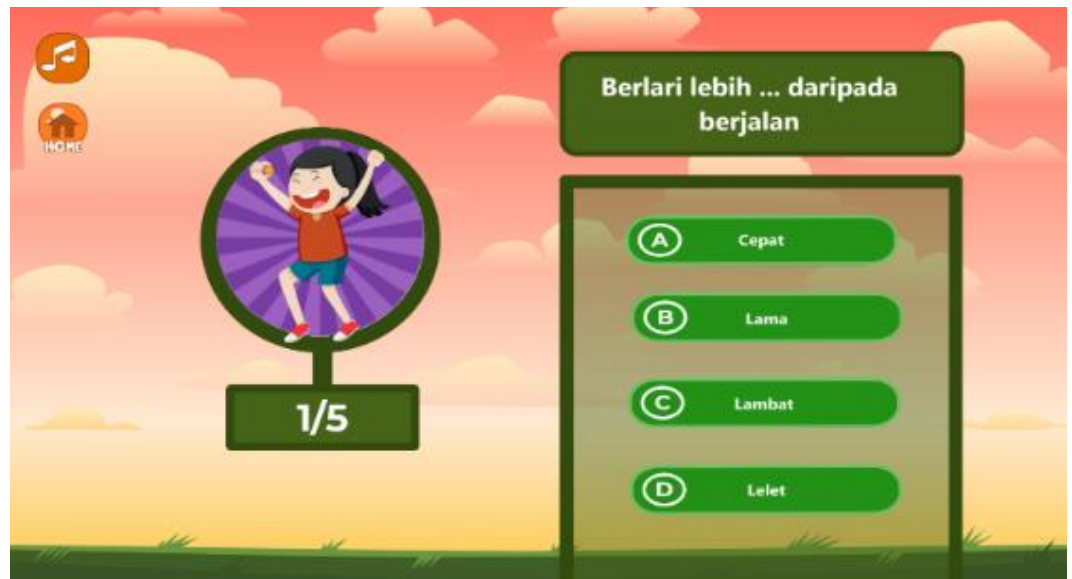 HOME
1/5
Berlari lebih ... daripada
berjalan
A Cepat
B Lama
C Lambat
D Lelet